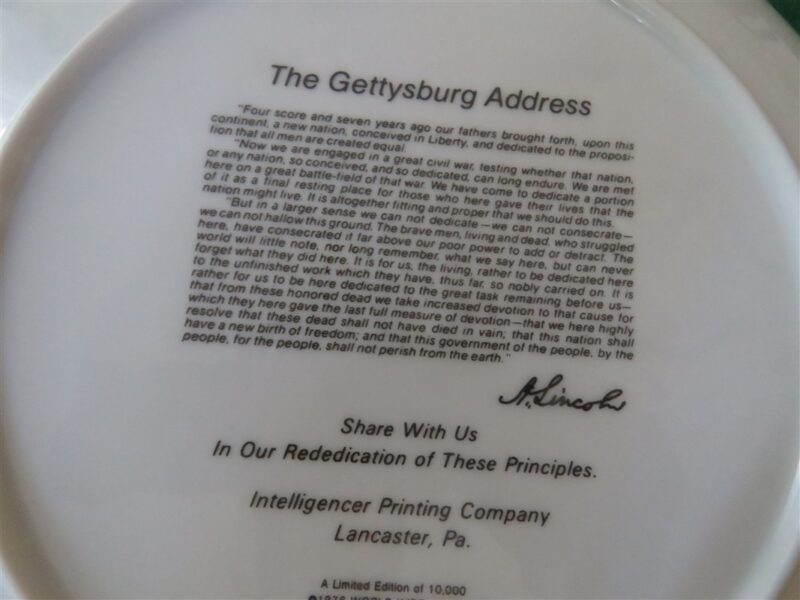 The Gettysburg Address
"Four score and seven years ago our fathers brought forth, upon this
continent, a new nation, conceived in Liberty, and dedicated to the proposi-
tion that all men are created equal.
"Now we are engaged in a great civil war, testing whether that nation,
or any nation, so conceived, and so dedicated, can long endure. We are met
here on a great battle-field of that war. We have come to dedicate a portion
of it as a final resting place for those who here gave their lives that the
nation might live. It is altogether fitting and proper that we should do this.
"But in a larger sense we can not dedicate—we can not consecrate—
we can not hallow this ground. The brave men, living and dead, who struggled
here, have consecrated it far above our poor power to add or detract. The
world will little note, nor long remember, what we say here, but can never
forget what they did here. It is for us, the living, rather to be dedicated here
to the unfinished work which they have, thus far, so nobly carried on. It is
rather for us to be here dedicated to the great task remaining before us—
that from these honored dead we take increased devotion to that cause for
which they here gave the last full measure of devotion—that we here highly
resolve that these dead shall not have died in vain; that this nation shall
have a new birth of freedom; and that this government of the people, by the
people, for the people, shall not perish from the earth."
A. Lincoln
Share With Us
In Our Rededication of These Principles.
Intelligencer Printing Company
Lancaster, Pa.
A Limited Edition of 10,000